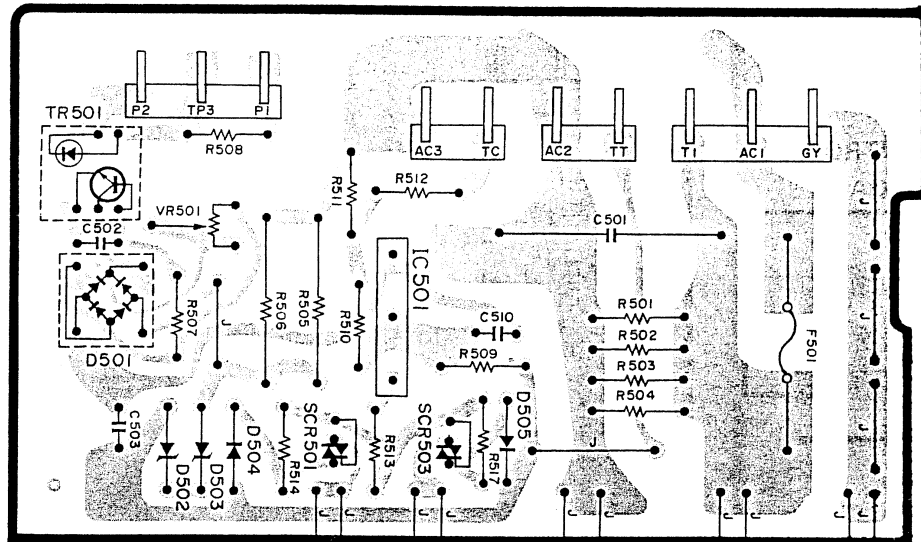 P2 TP3 P1
TR501
R508
AC3 TC
AC2 TT
T1 AC1 GY
R511
R512
J
VR501
C501
C502
IC501
R501
R502
R503
R504
F501
J
R507
J
R506
R505
R510
C510
R509
D501
C503
D502
D503
D504
R514
SCR501
R513
SCR503
R517
D505
J
J
J J
J J
J J
J J
J J